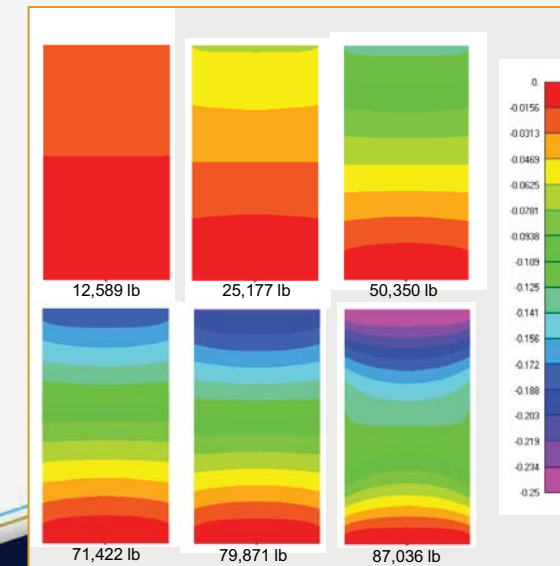 12,589 lb
25,177 lb
50,350 lb
71,422 lb
79,871 lb
87,036 lb
0.
-0.0156
-0.0313
-0.0469
-0.0625
-0.0781
-0.0938
-0.109
-0.125
-0.141
-0.156
-0.172
-0.188
-0.203
-0.219
-0.234
-0.25